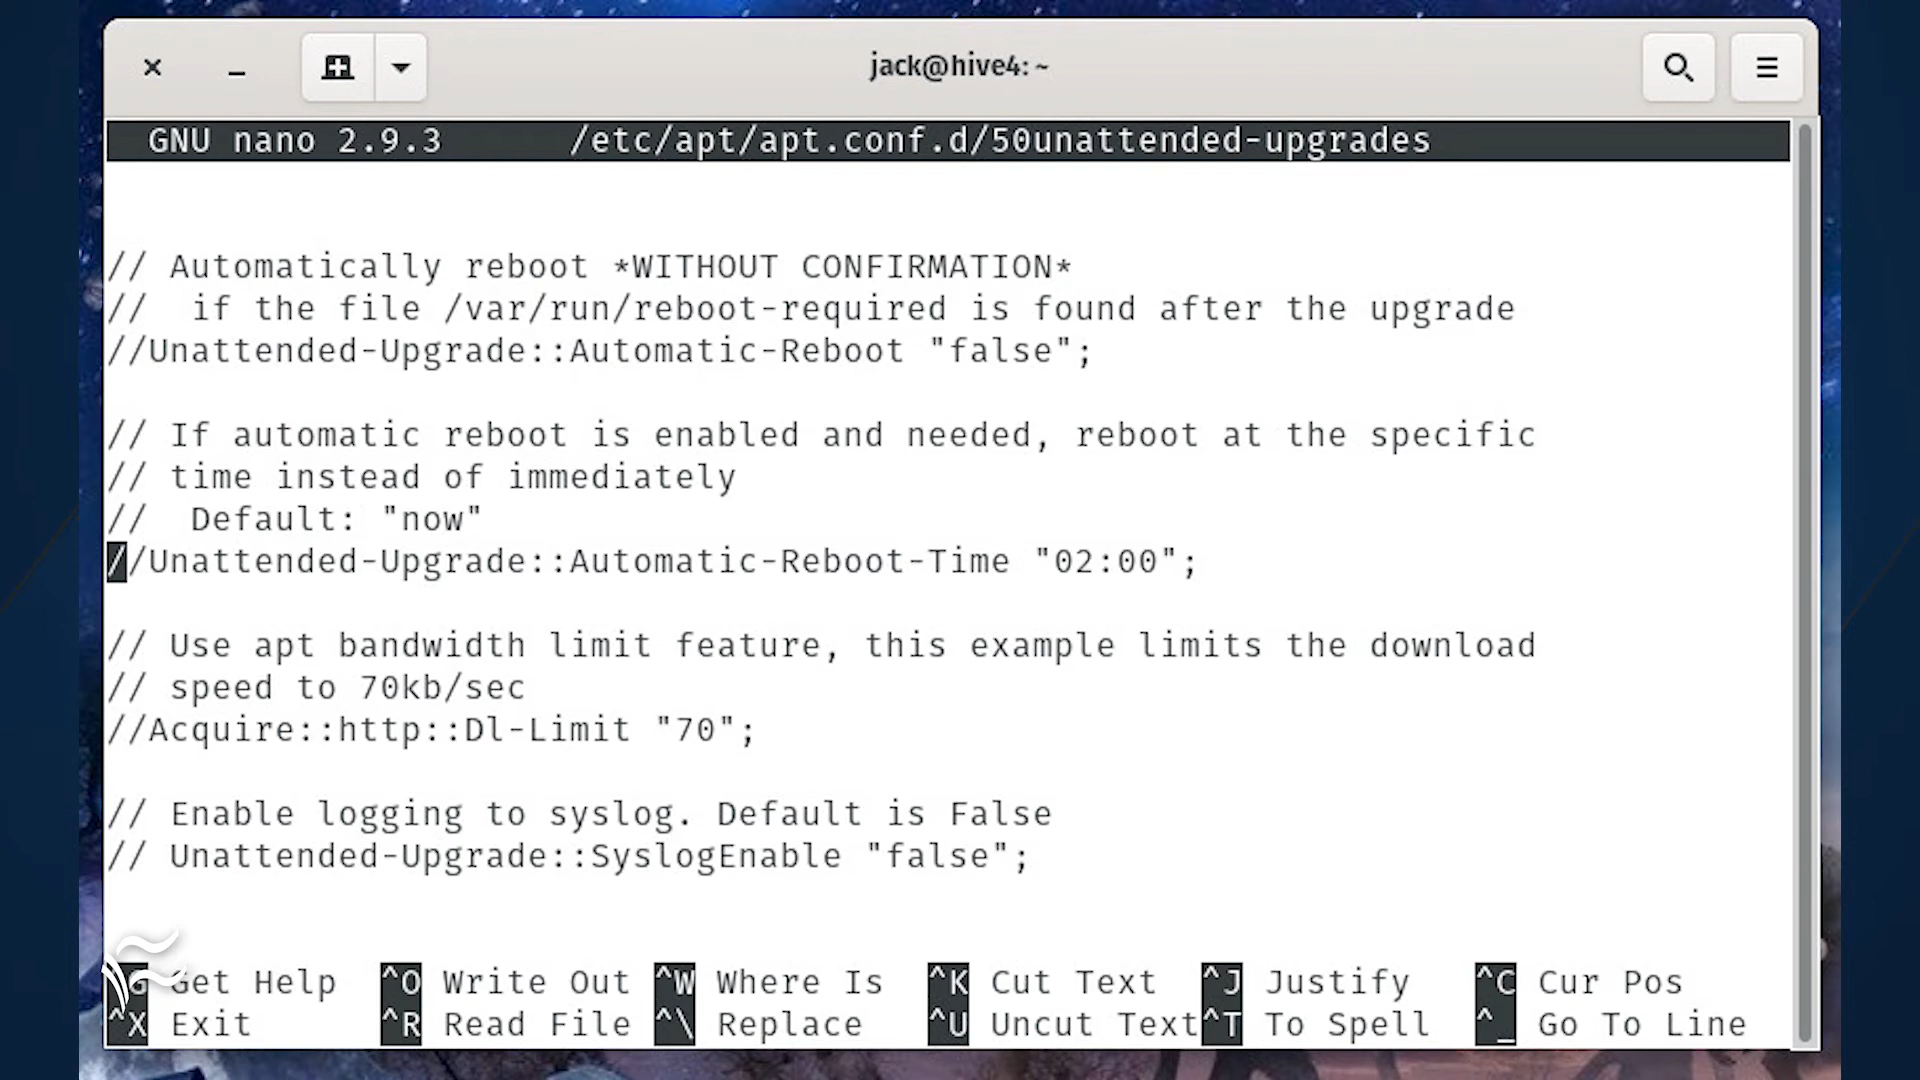 jack@hive4: ~
GNU nano 2.9.3 /etc/apt/apt.conf.d/50unattended-upgrades
// Automatically reboot *WITHOUT CONFIRMATION*
//  if the file /var/run/reboot-required is found after the upgrade
//Unattended-Upgrade::Automatic-Reboot "false";
// If automatic reboot is enabled and needed, reboot at the specific
// time instead of immediately
//  Default: "now"
//Unattended-Upgrade::Automatic-Reboot-Time "02:00";
// Use apt bandwidth limit feature, this example limits the download
// speed to 70kb/sec
//Acquire::http::Dl-Limit "70";
// Enable logging to syslog. Default is False
// Unattended-Upgrade::SyslogEnable "false";
^G Get Help ^O Write Out ^W Where Is ^K Cut Text ^J Justify ^C Cur Pos
^X Exit ^R Read File ^\ Replace ^U Uncut Text ^T To Spell ^_ Go To Line